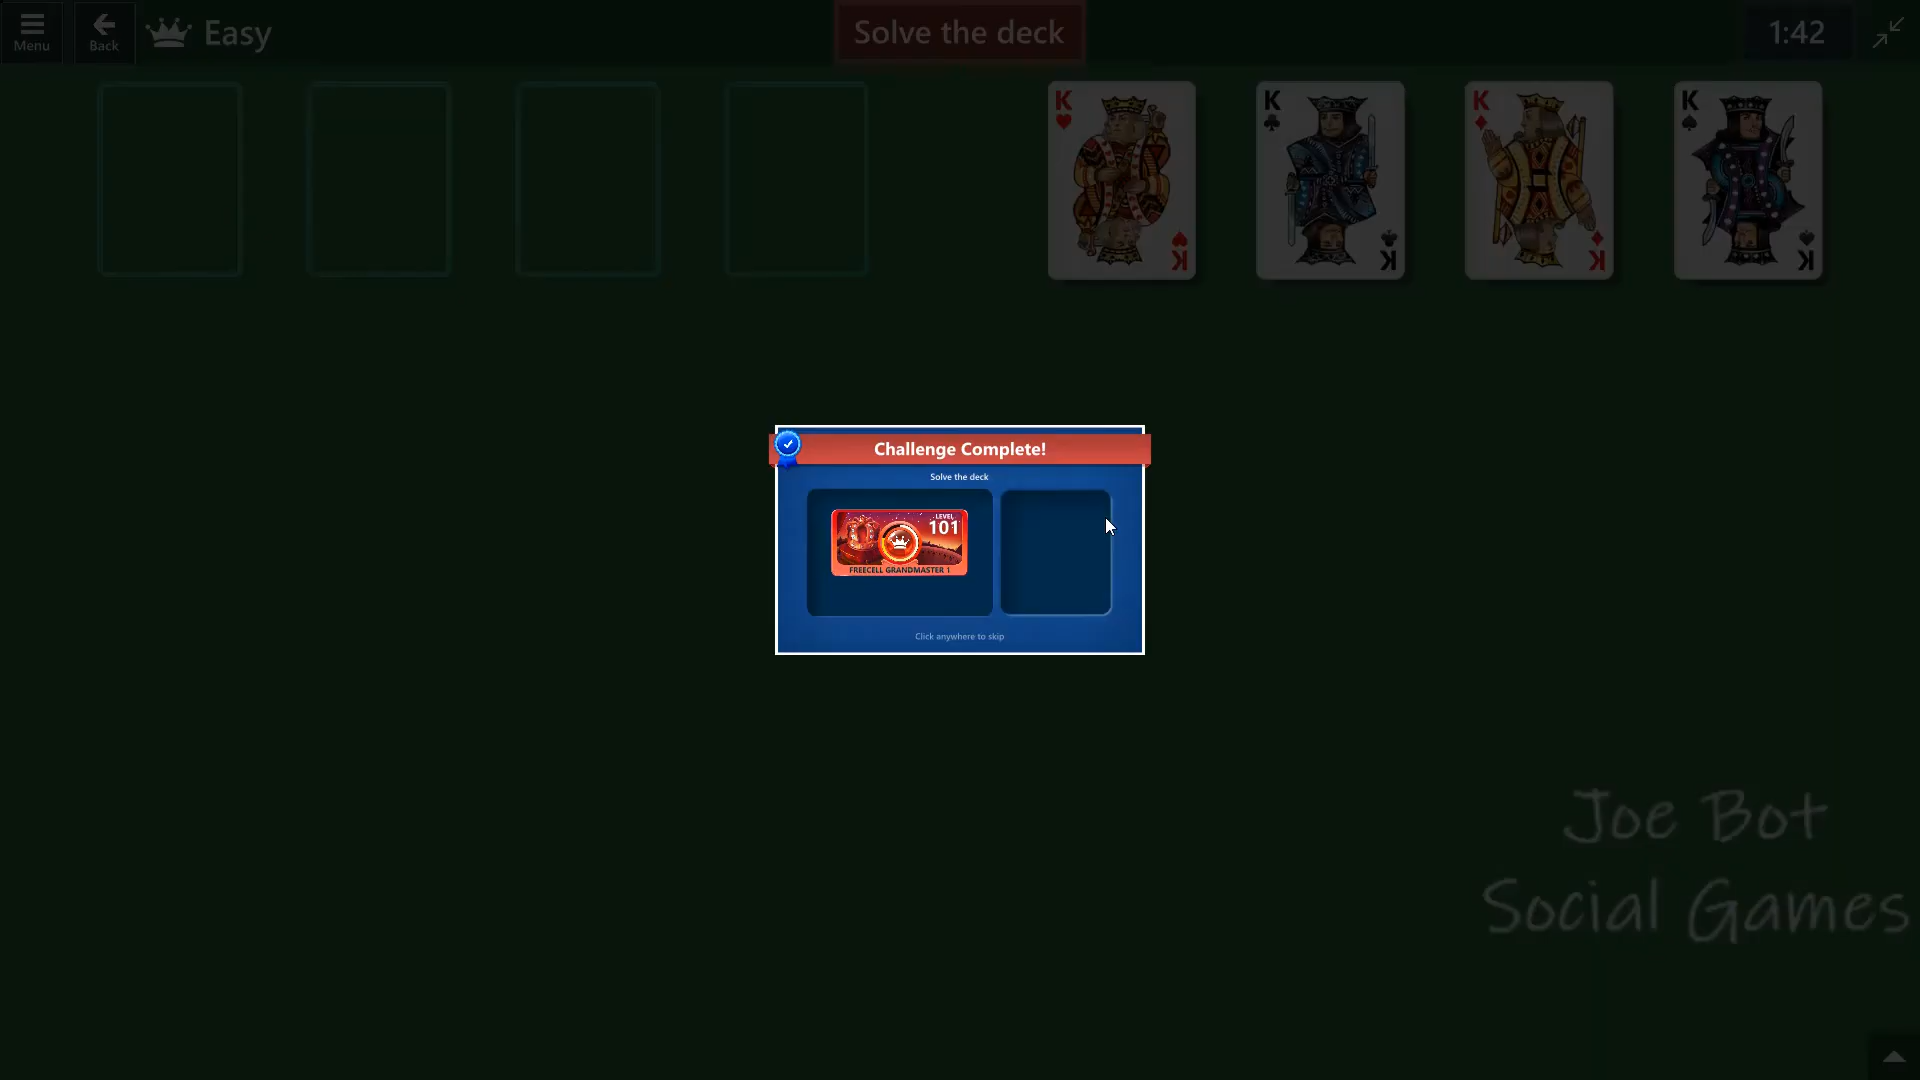 Menu
Back
Easy
Solve the deck
1:42
K
K
K
K
K
K
K
K
Challenge Complete!
Solve the deck
LEVEL
101
FREECELL GRANDMASTER 1
Click anywhere to skip
Joe Bot
Social Games